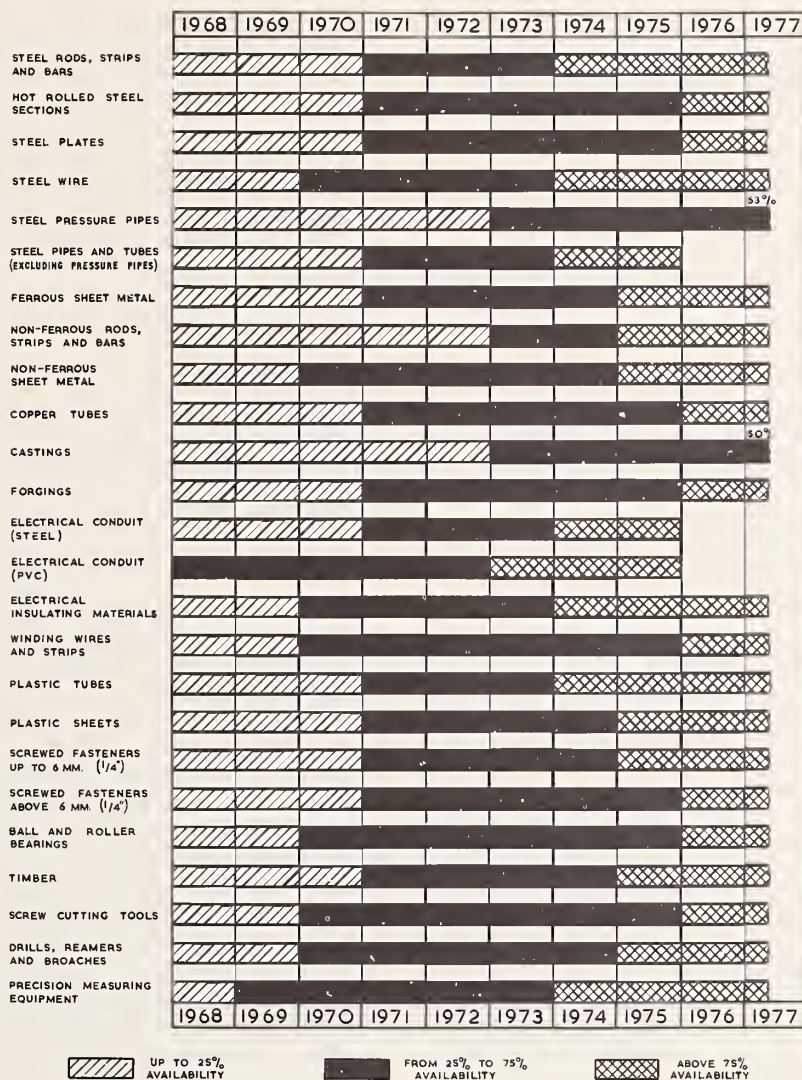 1968 1969 1970 1971 1972 1973 1974 1975 1976 1977
STEEL RODS, STRIPS
AND BARS
HOT ROLLED STEEL
SECTIONS
STEEL PLATES
STEEL WIRE
53%
STEEL PRESSURE PIPES
STEEL PIPES AND TUBES
(EXCLUDING PRESSURE PIPES)
FERROUS SHEET METAL
NON-FERROUS RODS,
STRIPS AND BARS
NON-FERROUS
SHEET METAL
COPPER TUBES
50%
CASTINGS
FORGINGS
ELECTRICAL CONDUIT
(STEEL)
ELECTRICAL CONDUIT
(PVC)
ELECTRICAL
INSULATING MATERIALS
WINDING WIRES
AND STRIPS
PLASTIC TUBES
PLASTIC SHEETS
SCREWED FASTENERS
UP TO 6 MM. (1/4")
SCREWED FASTENERS
ABOVE 6 MM. (1/4")
BALL AND ROLLER
BEARINGS
TIMBER
SCREW CUTTING TOOLS
DRILLS, REAMERS
AND BROACHES
PRECISION MEASURING
EQUIPMENT
1968 1969 1970 1971 1972 1973 1974 1975 1976 1977
UP TO 25%
AVAILABILITY
FROM 25% TO 75%
AVAILABILITY
ABOVE 75%
AVAILABILITY